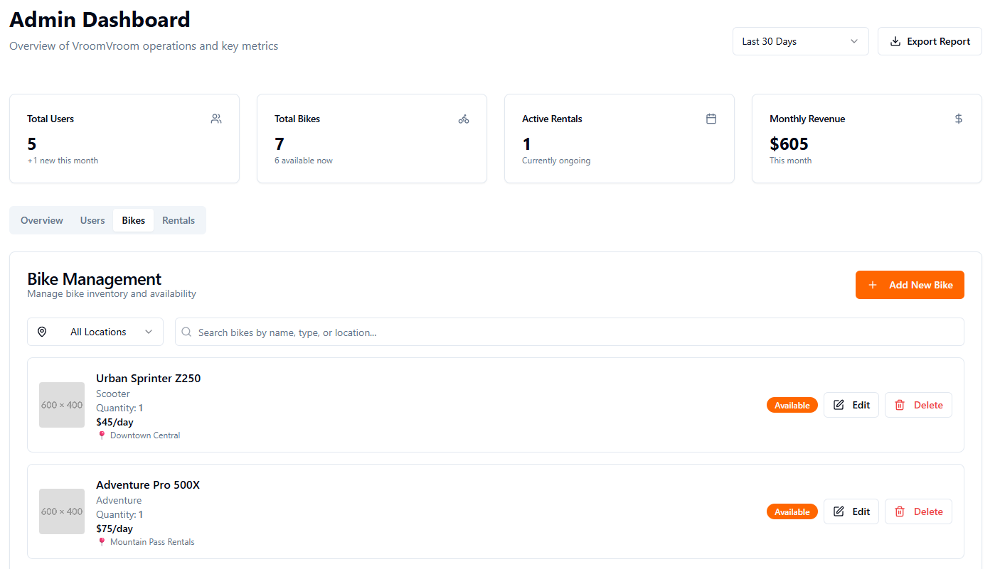 Admin Dashboard
Overview of VroomVroom operations and key metrics
Last 30 Days
Export Report
Total Users
5
+1 new this month
Total Bikes
7
6 available now
Active Rentals
1
Currently ongoing
Monthly Revenue
$605
This month
Overview Users Bikes Rentals
Bike Management
Manage bike inventory and availability
Add New Bike
All Locations
Search bikes by name, type, or location...
600 × 400
Urban Sprinter Z250
Scooter
Quantity: 1
$45/day
Downtown Central
Available
Edit
Delete
600 × 400
Adventure Pro 500X
Adventure
Quantity: 1
$75/day
Mountain Pass Rentals
Available
Edit
Delete